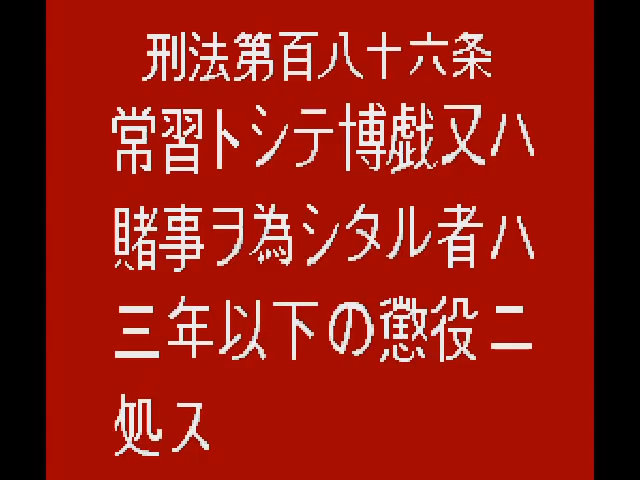 刑法第百八十六条
常習トシテ博戯又ハ
賭事ヲ為シタル者ハ
三年以下の懲役ニ
処ス